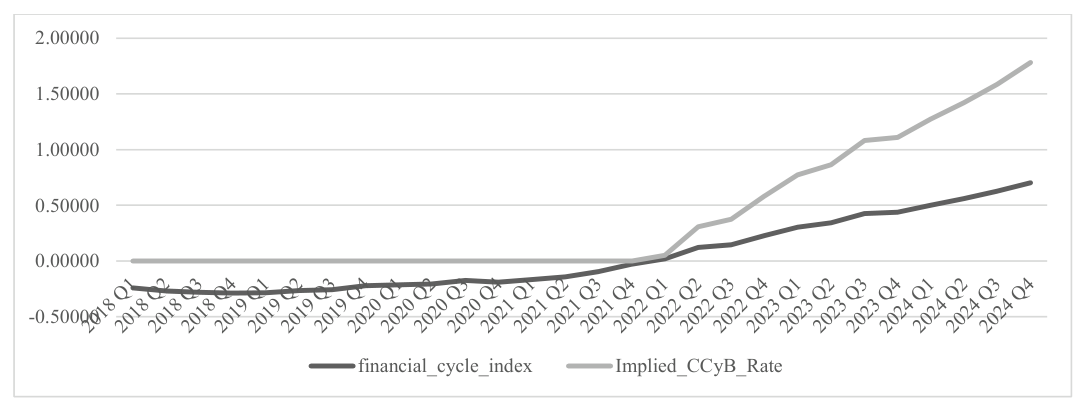 2.00000
1.50000
1.00000
0.50000
0.00000
-0.50000
2018 Q1
2018 Q2
2018 Q3
2018 Q4
2019 Q1
2019 Q2
2019 Q3
2019 Q4
2020 Q1
2020 Q2
2020 Q3
2020 Q4
2021 Q1
2021 Q2
2021 Q3
2021 Q4
2022 Q1
2022 Q2
2022 Q3
2022 Q4
2023 Q1
2023 Q2
2023 Q3
2023 Q4
2024 Q1
2024 Q2
2024 Q3
2024 Q4
financial_cycle_index
Implied_CCyB_Rate